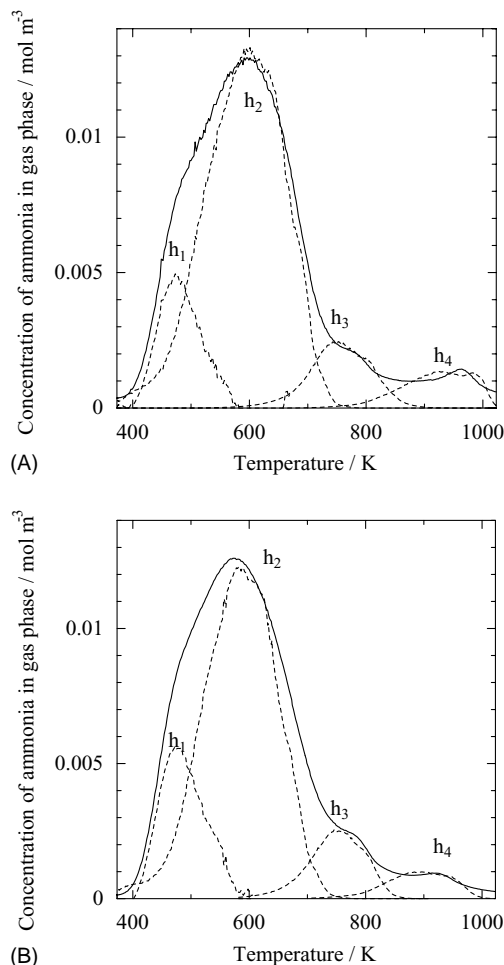 Concentration of ammonia in gas phase / mol m-3
0.01
0.005
0
h1
h2
h3
h4
400 600 800 1000
Temperature / K
(A)
Concentration of ammonia in gas phase / mol m-3
0.01
0.005
0
h1
h2
h3
h4
400 600 800 1000
Temperature / K
(B)